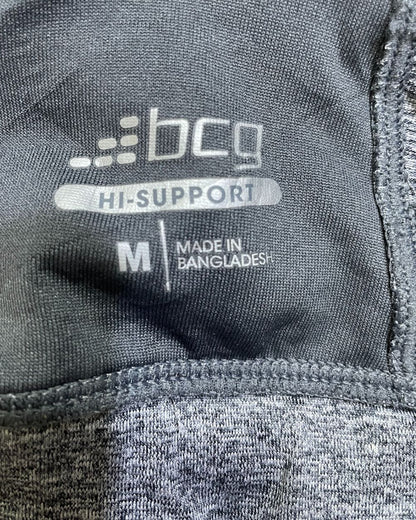 bcg
HI-SUPPORT
M
MADE IN
BANGLADESH